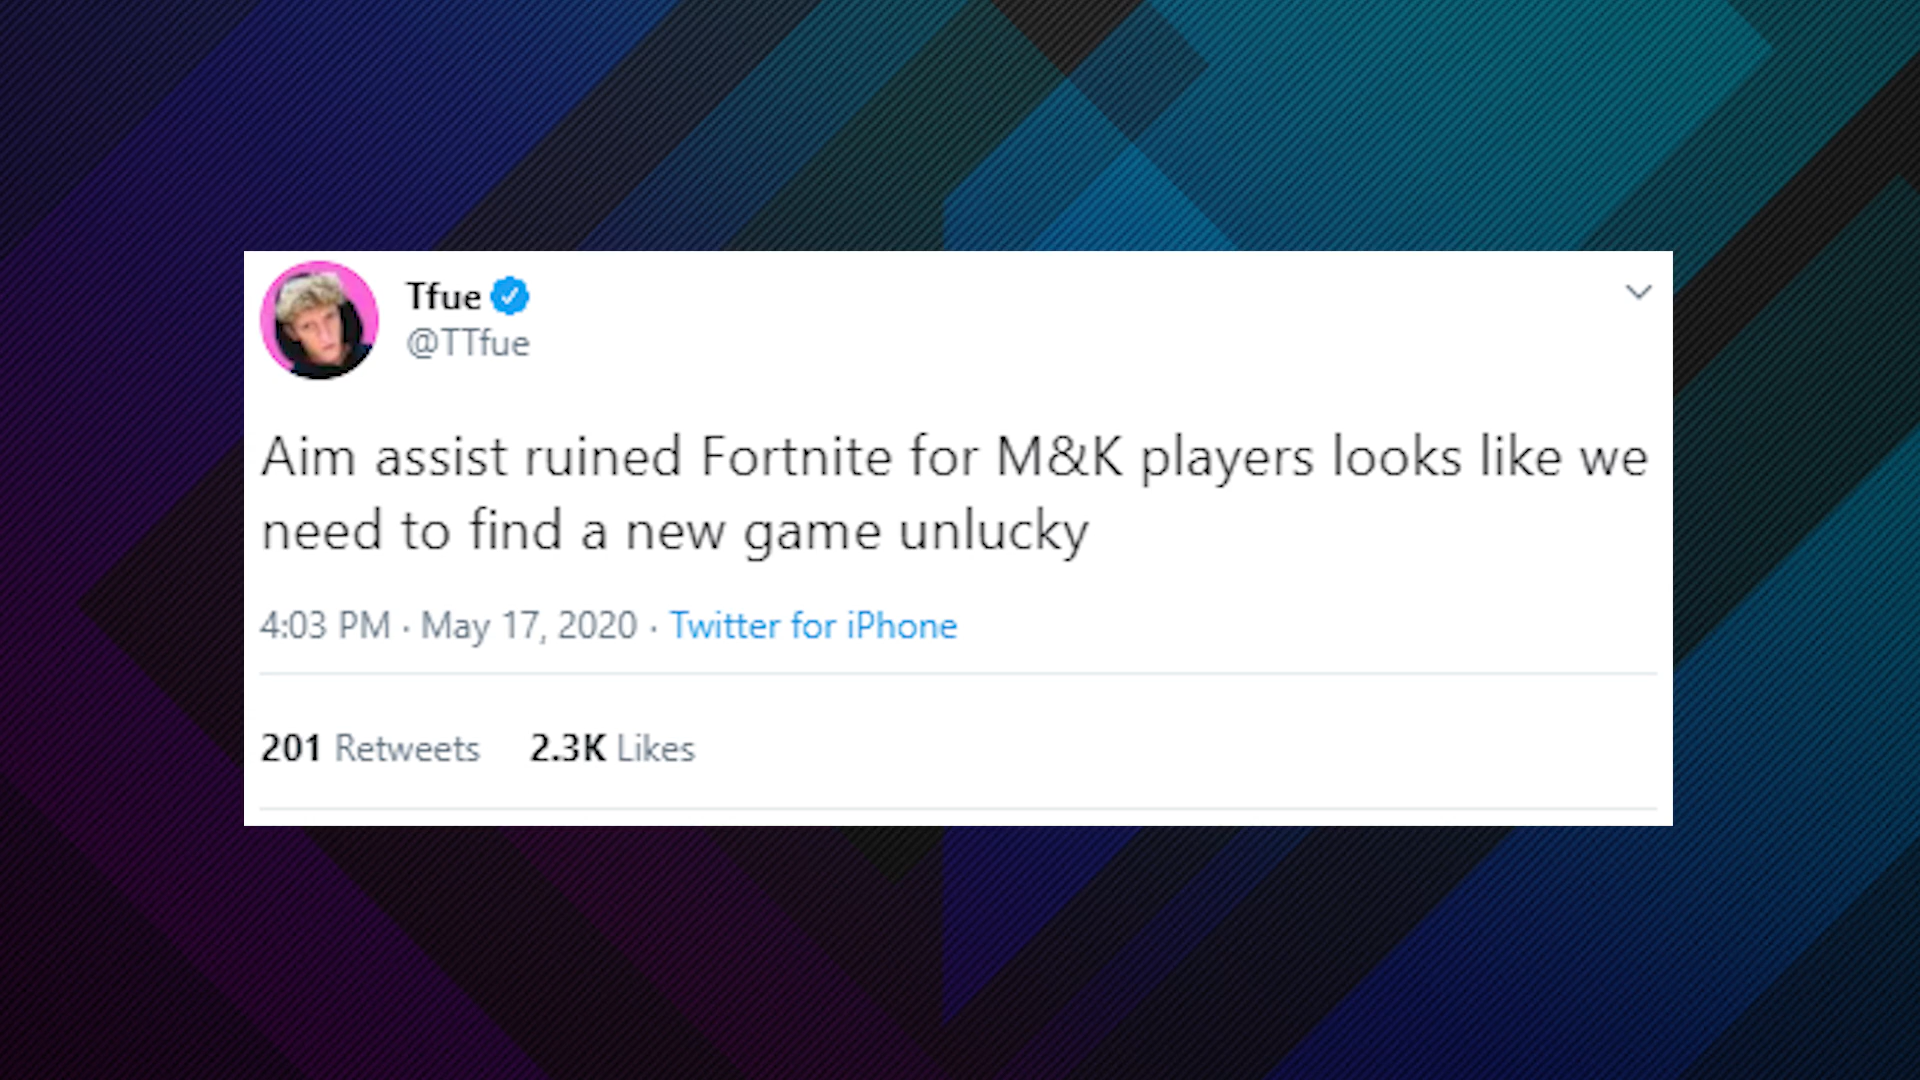 Tfue
@TTfue
Aim assist ruined Fortnite for M&K players looks like we
need to find a new game unlucky
4:03 PM · May 17, 2020 · Twitter for iPhone
201 Retweets 2.3K Likes